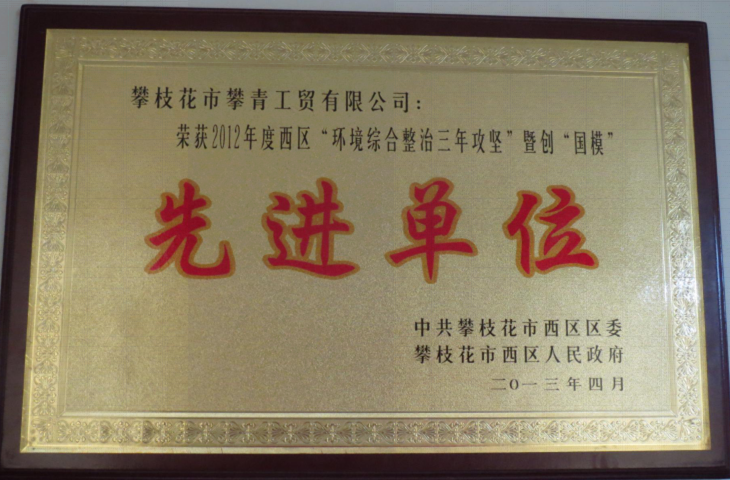 攀枝花市攀青工贸有限公司：
荣获2012年度西区“环境综合整治三年攻坚”暨创“国模”
先进单位
中共攀枝花市西区区委
攀枝花市西区人民政府
二〇一三年四月